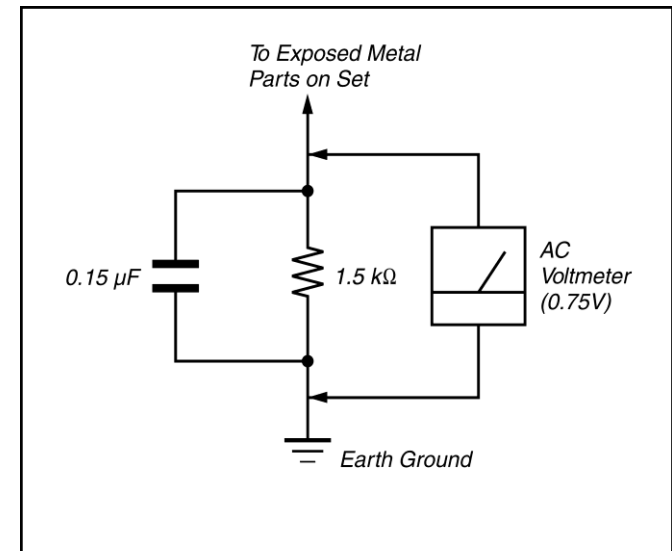 To Exposed Metal
Parts on Set
0.15 μF
1.5 kΩ
AC
Voltmeter
(0.75V)
Earth Ground